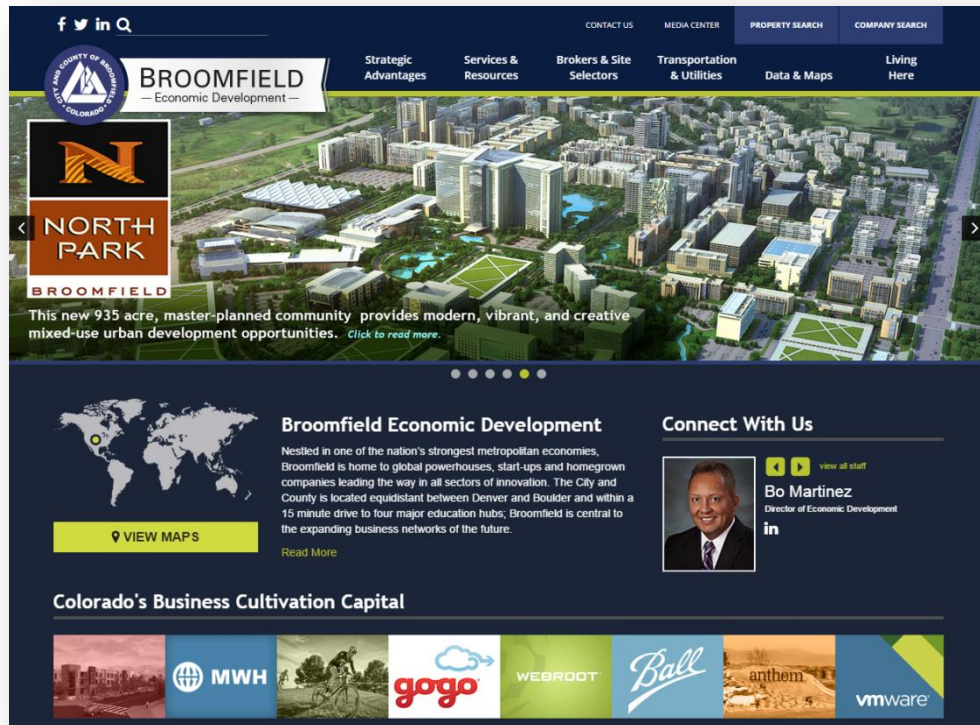 CONTACT US
MEDIA CENTER
PROPERTY SEARCH
COMPANY SEARCH
CITY AND COUNTY OF BROOMFIELD
COLORADO
BROOMFIELD
— Economic Development —
Strategic
Advantages
Services &
Resources
Brokers & Site
Selectors
Transportation
& Utilities
Data & Maps
Living
Here
N
NORTH
PARK
BROOMFIELD
This new 935 acre, master-planned community provides modern, vibrant, and creative
mixed-use urban development opportunities. Click to read more.
VIEW MAPS
Broomfield Economic Development
Nestled in one of the nation's strongest metropolitan economies,
Broomfield is home to global powerhouses, start-ups and homegrown
companies leading the way in all sectors of innovation. The City and
County is located equidistant between Denver and Boulder and within a
15 minute drive to four major education hubs; Broomfield is central to
the expanding business networks of the future.
Read More
Connect With Us
view all staff
Bo Martinez
Director of Economic Development
in
Colorado's Business Cultivation Capital
MWH
gogo
WEBROOT
Ball
anthem
vmware